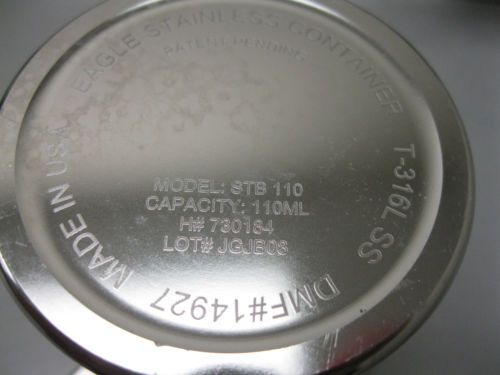 EAGLE STAINLESS CONTAINER
PATENT PENDING
T-316L SS
MODEL: STB 110
CAPACITY: 110ML
H# 730184
LOT# JGJB03
DMF#14927
MADE IN USA